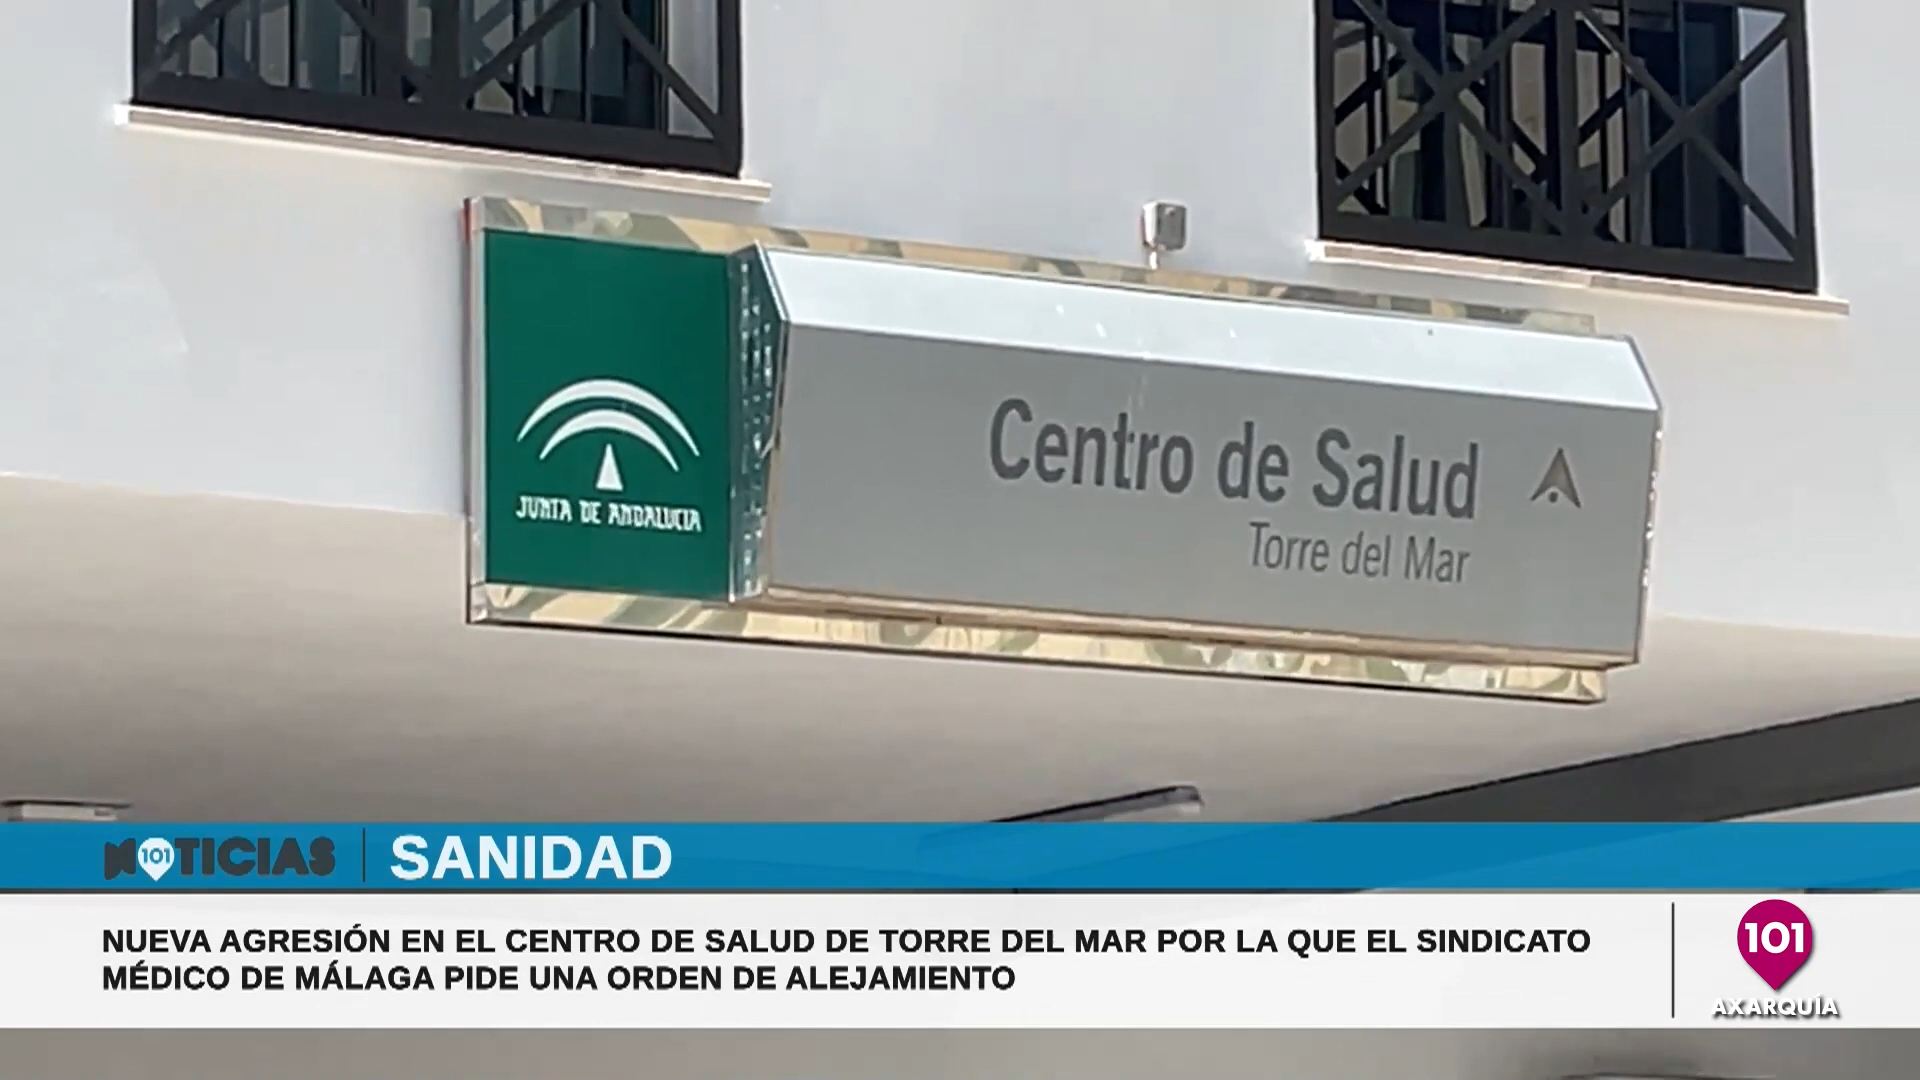 JUNTA DE ANDALUCIA
Centro de Salud
Torre del Mar
NOTICIAS 101
SANIDAD
NUEVA AGRESIÓN EN EL CENTRO DE SALUD DE TORRE DEL MAR POR LA QUE EL SINDICATO
MÉDICO DE MÁLAGA PIDE UNA ORDEN DE ALEJAMIENTO
101
AXARQUÍA